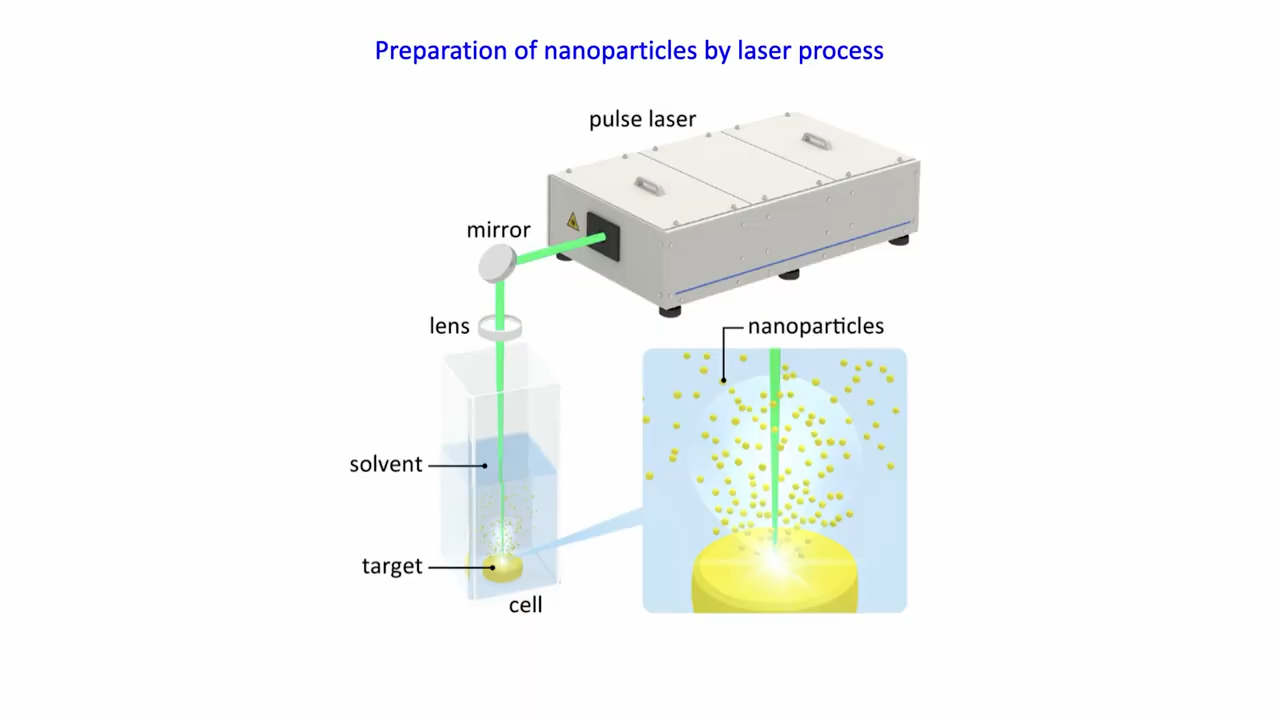 Preparation of nanoparticles by laser process
pulse laser
mirror
lens
nanoparticles
solvent
target
cell